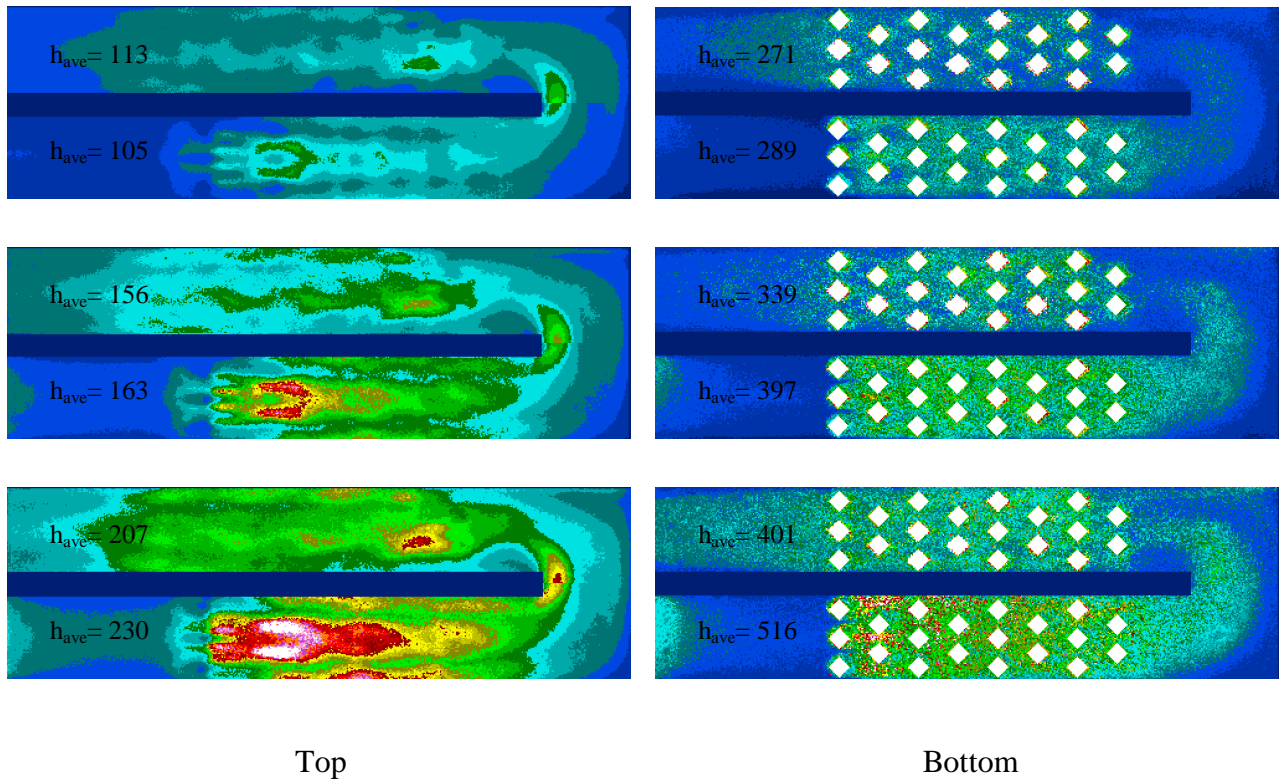 h_ave= 113
h_ave= 271
h_ave= 105
h_ave= 289
h_ave= 156
h_ave= 339
h_ave= 163
h_ave= 397
h_ave= 207
h_ave= 401
h_ave= 230
h_ave= 516
Top
Bottom